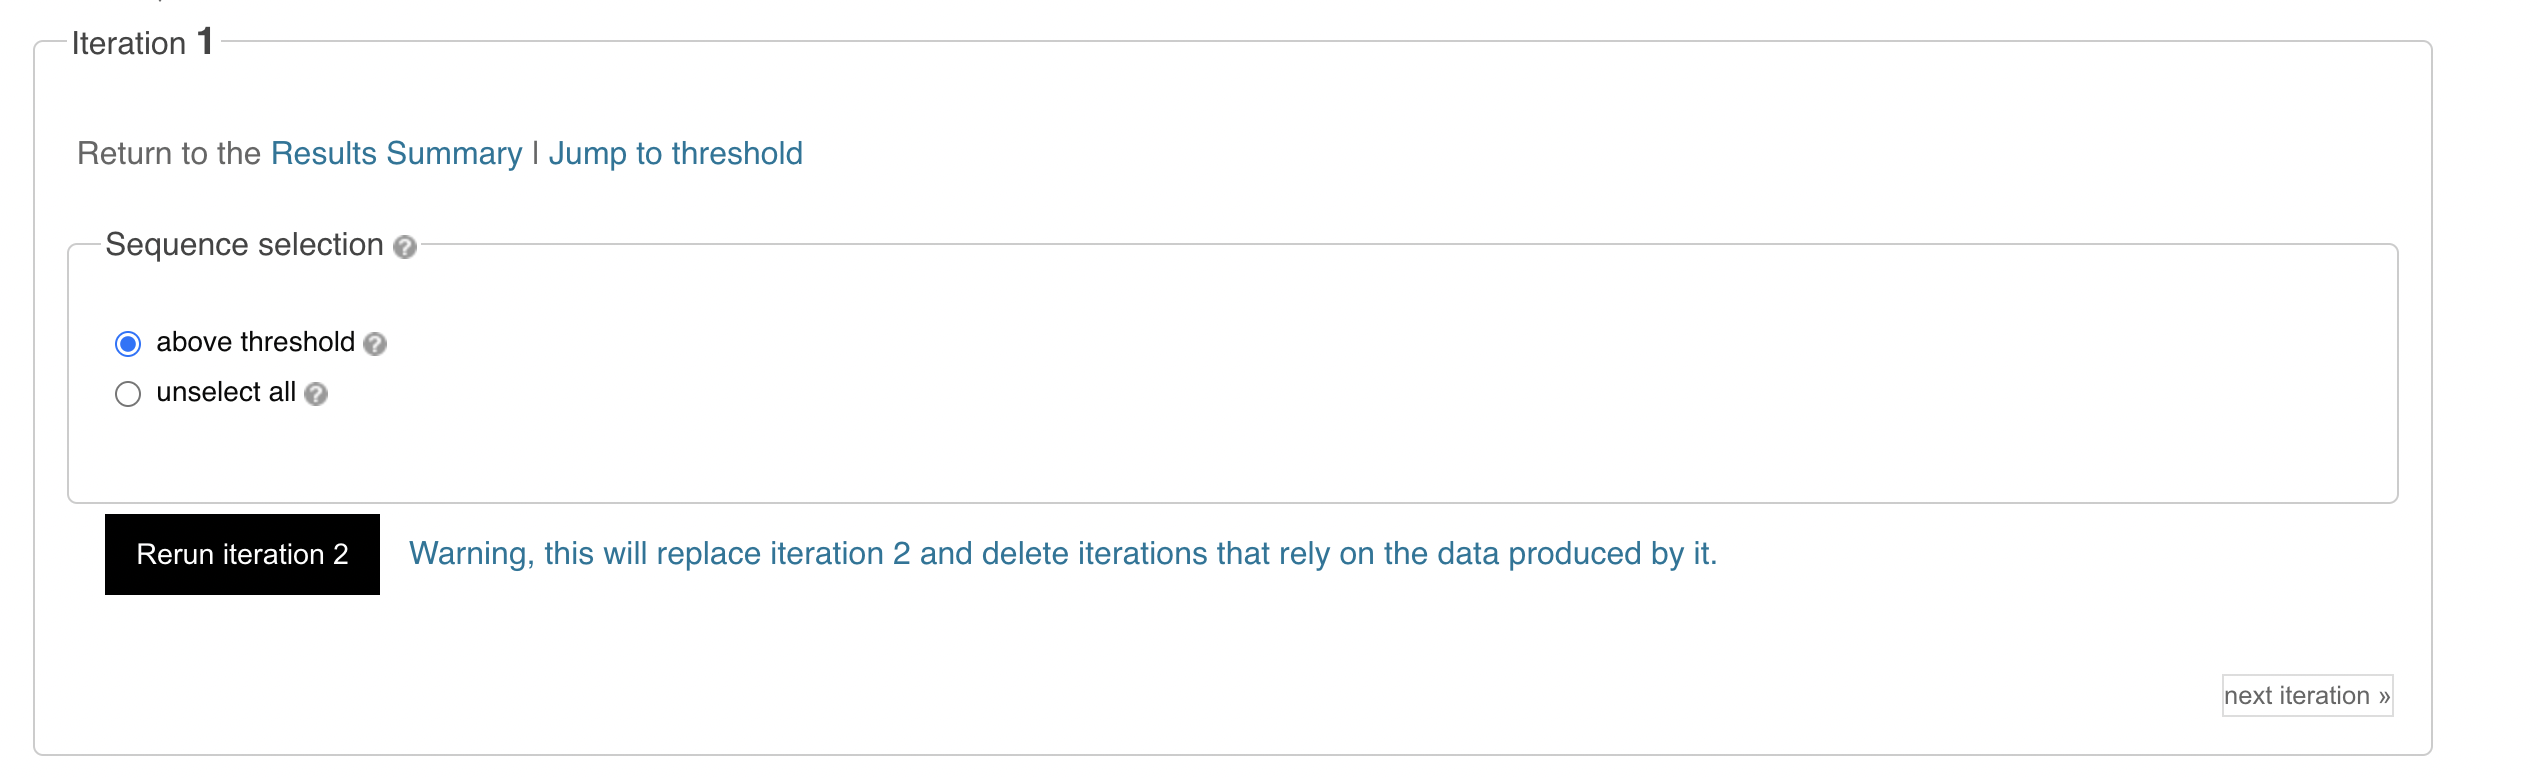 Iteration 1
Return to the Results Summary | Jump to threshold
Sequence selection ?
above threshold ?
unselect all ?
Rerun iteration 2 Warning, this will replace iteration 2 and delete iterations that rely on the data produced by it.
next iteration »